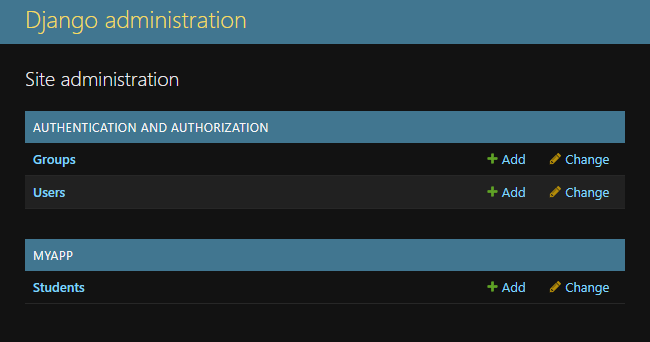 Django administration
Site administration
AUTHENTICATION AND AUTHORIZATION
Groups Add Change
Users Add Change
MYAPP
Students Add Change